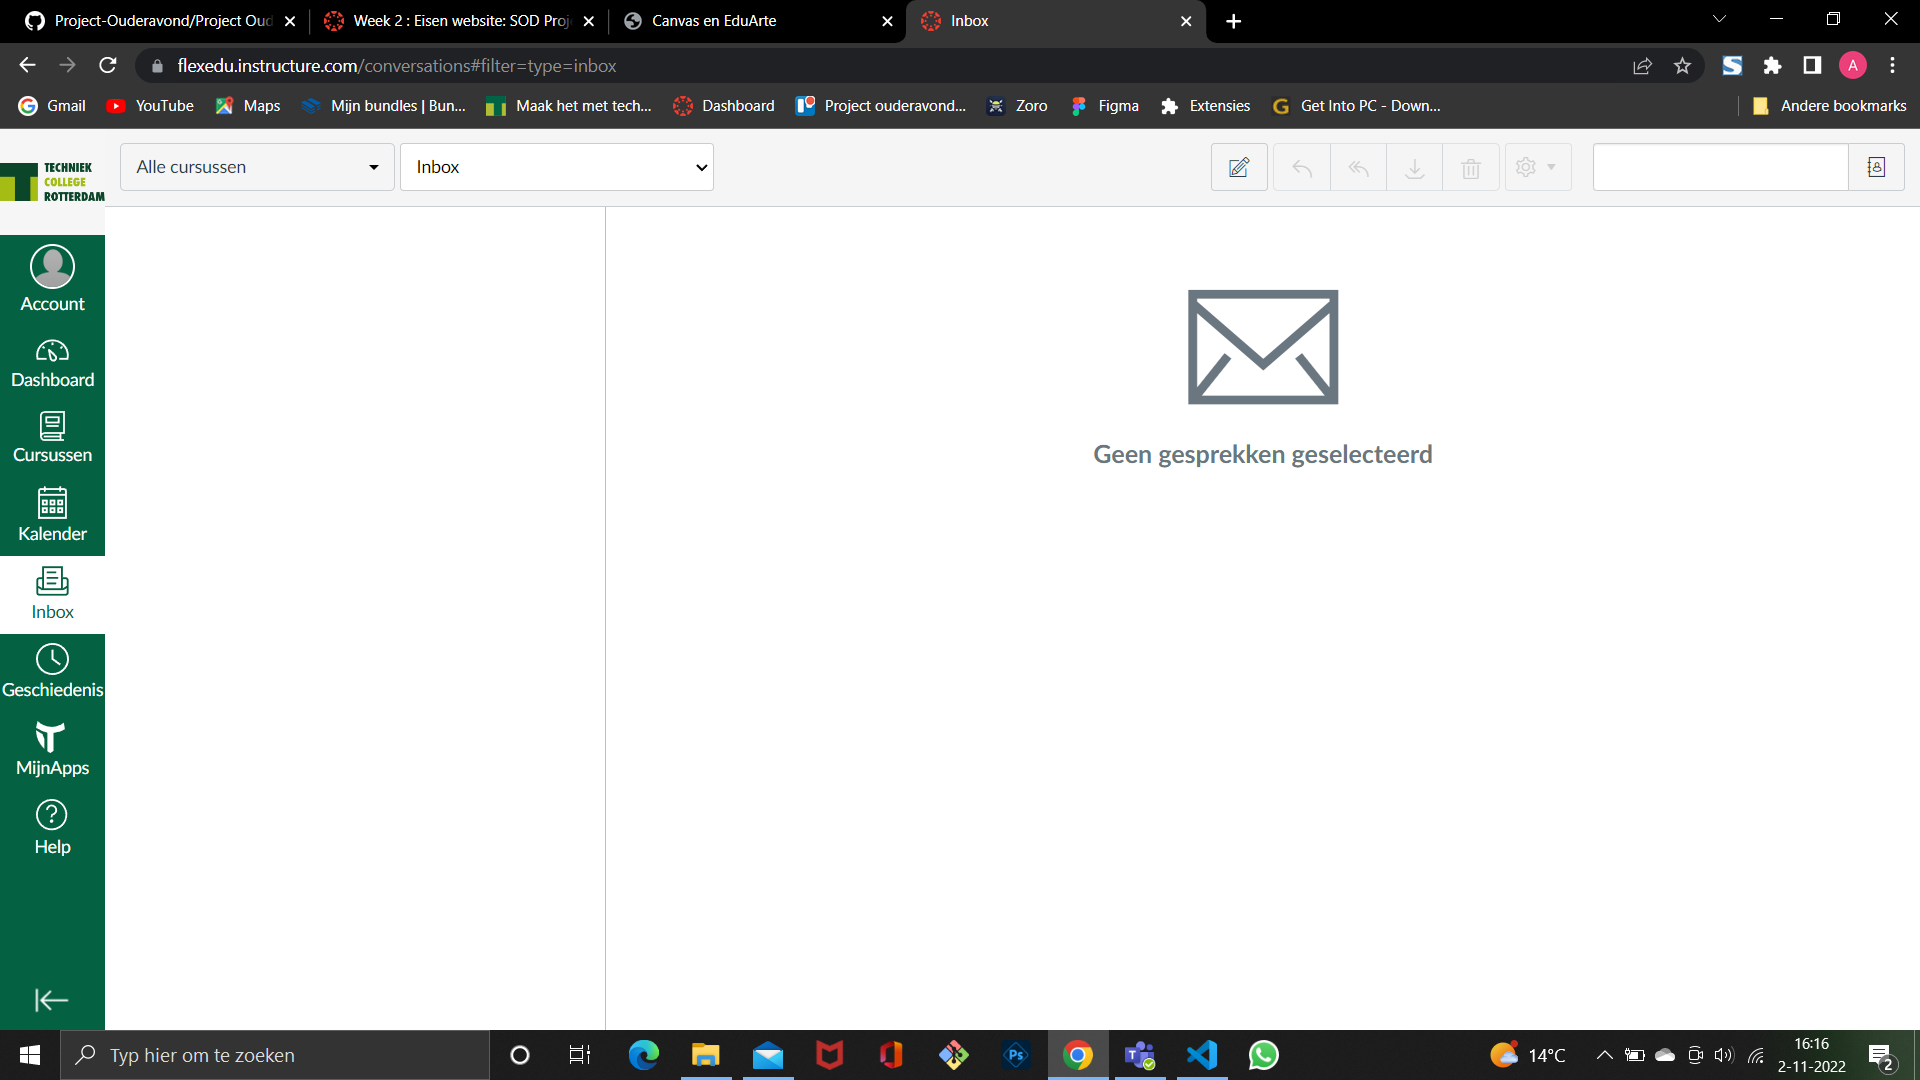 Project-Ouderavond/Project Oud
Week 2 : Eisen website: SOD Proj
Canvas en EduArte
Inbox
flexedu.instructure.com/conversations#filter=type=inbox
A
Gmail
YouTube
Maps
Mijn bundles | Bun...
Maak het met tech...
Dashboard
Project ouderavond...
Zoro
Figma
Extensies
Get Into PC - Down...
Andere bookmarks
TECHNIEK
COLLEGE
ROTTERDAM
Alle cursussen
Inbox
Account
Dashboard
Cursussen
Kalender
Inbox
Geschiedenis
MijnApps
Help
Geen gesprekken geselecteerd
Typ hier om te zoeken
Ps
14°C
16:16
2-11-2022
2